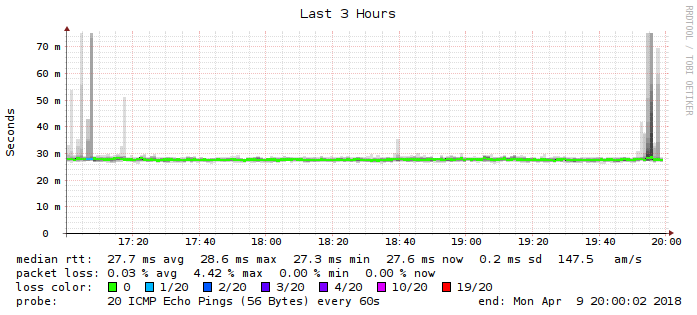 Last 3 Hours
RRDTOOL / TOBI OETIKER
Seconds
70 m
60 m
50 m
40 m
30 m
20 m
10 m
0
17:20 17:40 18:00 18:20 18:40 19:00 19:20 19:40 20:00
median rtt: 27.7 ms avg 28.6 ms max 27.3 ms min 27.6 ms now 0.2 ms sd 147.5 am/s
packet loss: 0.03 % avg 4.42 % max 0.00 % min 0.00 % now
loss color: 0 1/20 2/20 3/20 4/20 10/20 19/20
probe: 20 ICMP Echo Pings (56 Bytes) every 60s end: Mon Apr 9 20:00:02 2018